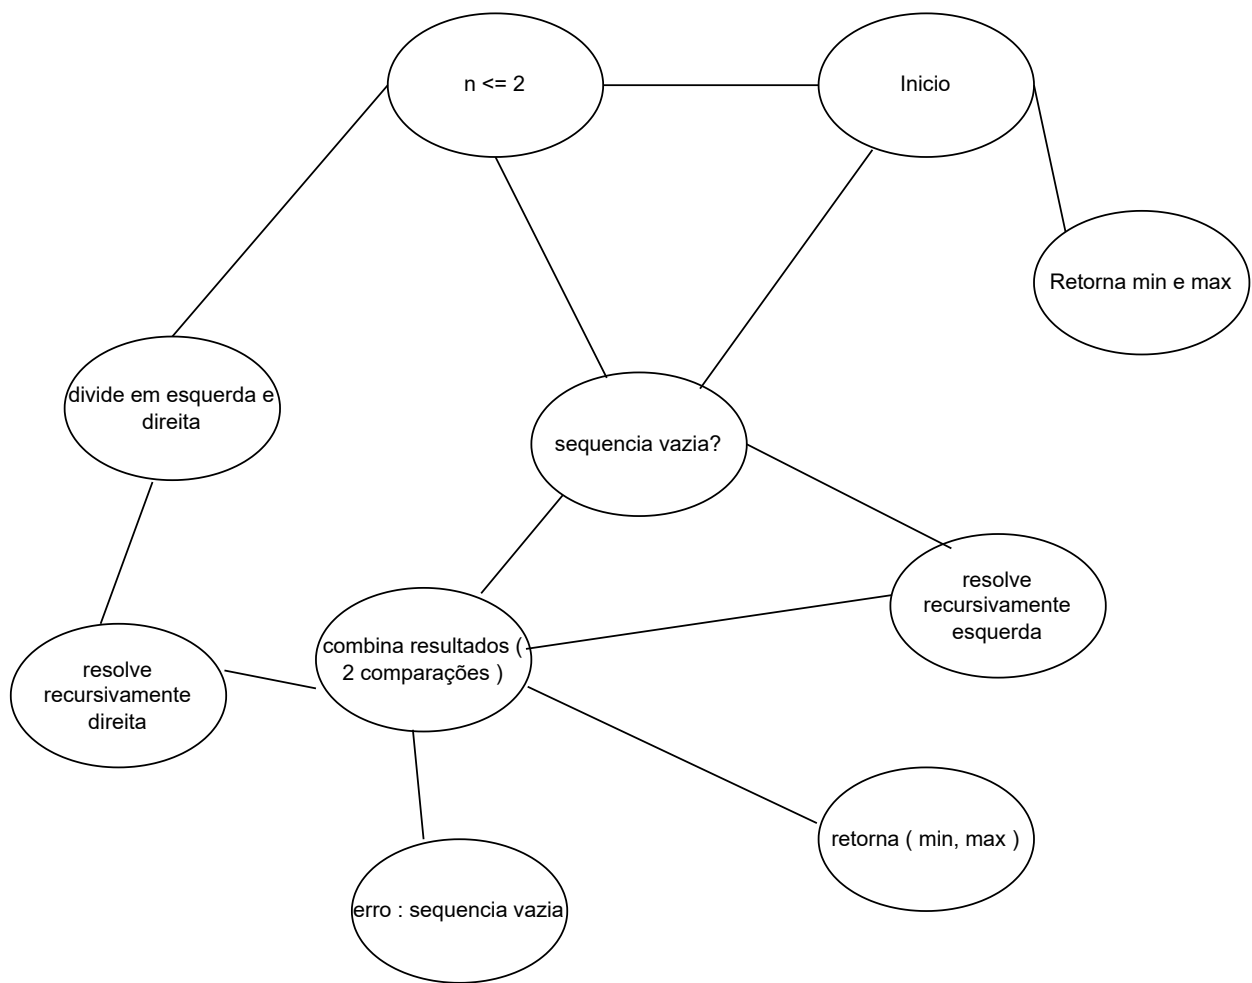 n <= 2
Inicio
Retorna min e max
divide em esquerda e
direita
sequencia vazia?
resolve
recursivamente
esquerda
combina resultados (
2 comparações )
resolve
recursivamente
direita
retorna ( min, max )
erro : sequencia vazia